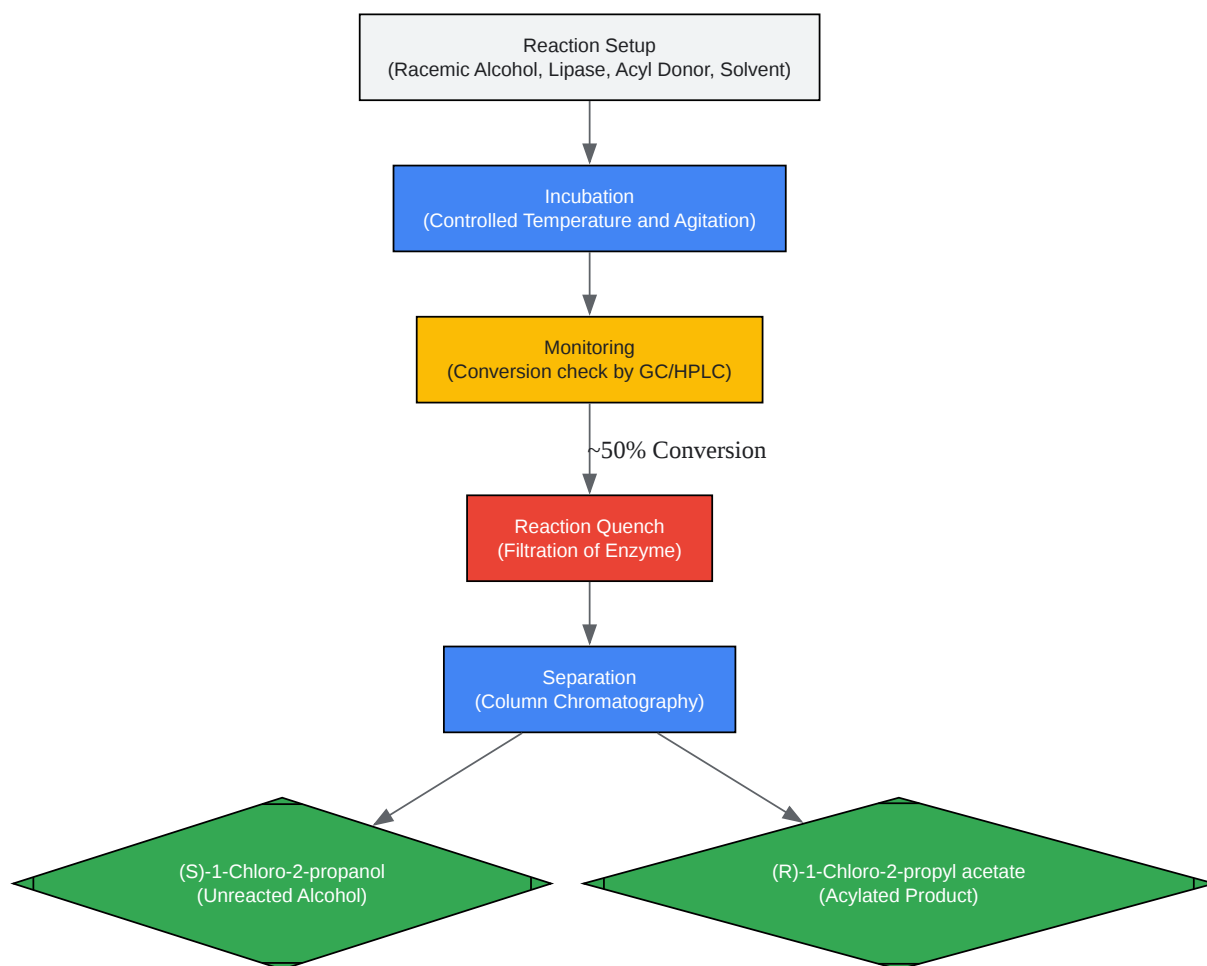 Reaction Setup
(Racemic Alcohol, Lipase, Acyl Donor, Solvent)
Incubation
(Controlled Temperature and Agitation)
Monitoring
(Conversion check by GC/HPLC)
~50% Conversion
Reaction Quench
(Filtration of Enzyme)
Separation
(Column Chromatography)
(S)-1-Chloro-2-propanol
(Unreacted Alcohol)
(R)-1-Chloro-2-propyl acetate
(Acylated Product)